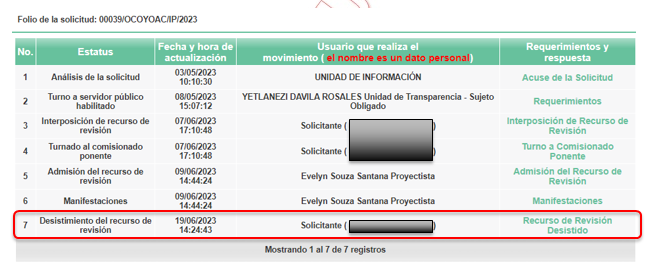 Folio de la solicitud: 00039/OCOYOAC/IP/2023
No. Estatus Fecha y hora de actualización Usuario que realiza el movimiento ( el nombre es un dato personal) Requerimientos y respuesta
1 Análisis de la solicitud 03/05/2023 10:10:30 UNIDAD DE INFORMACIÓN Acuse de la Solicitud
2 Turno a servidor público habilitado 08/05/2023 15:07:12 YETLANEZI DAVILA ROSALES Unidad de Transparencia - Sujeto Obligado Requerimientos
3 Interposición de recurso de revisión 07/06/2023 17:10:48 Solicitante ( ) Interposición de Recurso de Revisión
4 Turnado al comisionado ponente 07/06/2023 17:10:48 Solicitante ( ) Turno a Comisionado Ponente
5 Admisión del recurso de revisión 09/06/2023 14:44:24 Evelyn Souza Santana Proyectista Admisión del Recurso de Revisión
6 Manifestaciones 09/06/2023 14:44:24 Evelyn Souza Santana Proyectista Manifestaciones
7 Desistimiento del recurso de revisión 19/06/2023 14:24:43 Solicitante ( ) Recurso de Revisión Desistido
Mostrando 1 al 7 de 7 registros